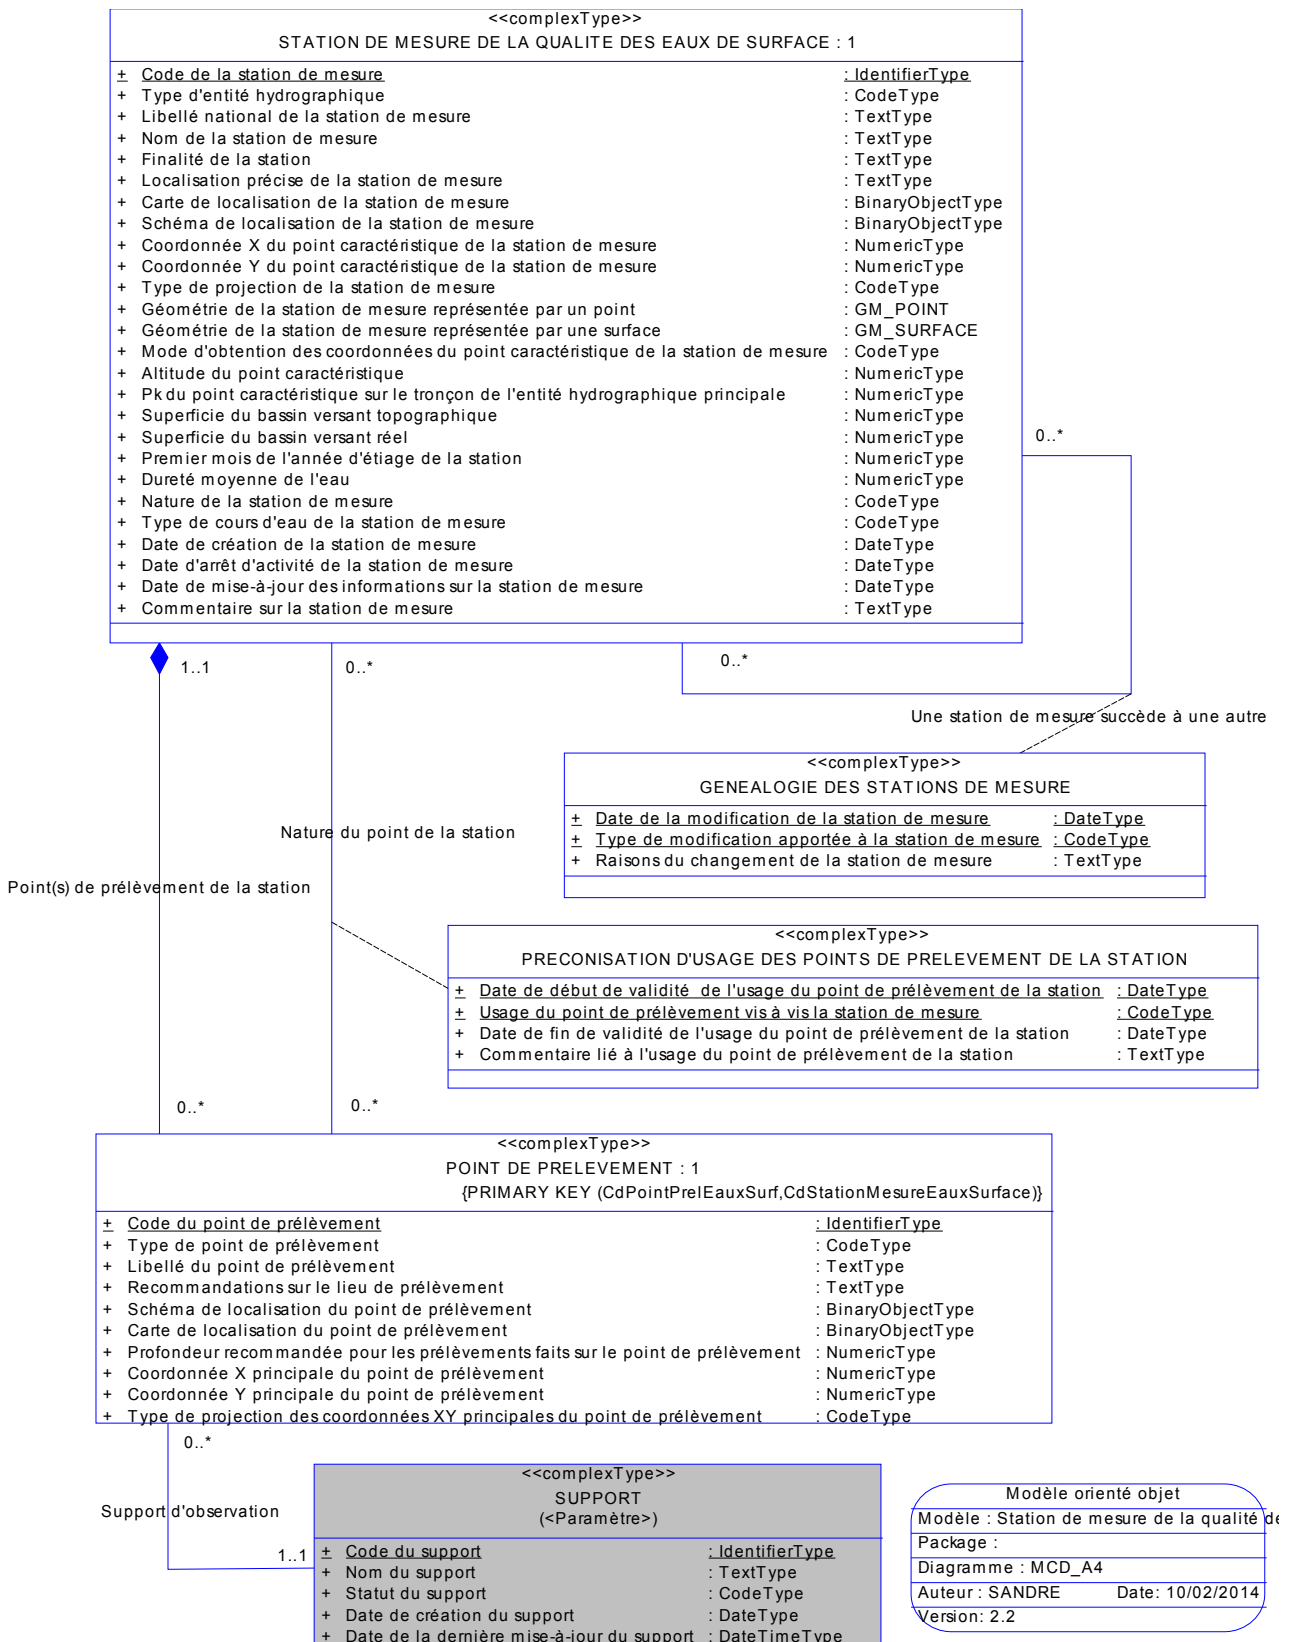 <<complexType>>
STATION DE MESURE DE LA QUALITE DES EAUX DE SURFACE : 1
+ Code de la station de mesure : IdentifierType
+ Type d'entité hydrographique : CodeType
+ Libellé national de la station de mesure : TextType
+ Nom de la station de mesure : TextType
+ Finalité de la station : TextType
+ Localisation précise de la station de mesure : TextType
+ Carte de localisation de la station de mesure : BinaryObjectType
+ Schéma de localisation de la station de mesure : BinaryObjectType
+ Coordonnée X du point caractéristique de la station de mesure : NumericType
+ Coordonnée Y du point caractéristique de la station de mesure : NumericType
+ Type de projection de la station de mesure : CodeType
+ Géométrie de la station de mesure représentée par un point : GM_POINT
+ Géométrie de la station de mesure représentée par une surface : GM_SURFACE
+ Mode d'obtention des coordonnées du point caractéristique de la station de mesure : CodeType
+ Altitude du point caractéristique : NumericType
+ Pk du point caractéristique sur le tronçon de l'entité hydrographique principale : NumericType
+ Superficie du bassin versant topographique : NumericType
+ Superficie du bassin versant réel : NumericType
+ Premier mois de l'année d'étiage de la station : NumericType
+ Dureté moyenne de l'eau : NumericType
+ Nature de la station de mesure : CodeType
+ Type de cours d'eau de la station de mesure : CodeType
+ Date de création de la station de mesure : DateType
+ Date d'arrêt d'activité de la station de mesure : DateType
+ Date de mise-à-jour des informations sur la station de mesure : DateType
+ Commentaire sur la station de mesure : TextType
0..*
1..1
0..*
0..*
Une station de mesure succède à une autre
<<complexType>>
GENEALOGIE DES STATIONS DE MESURE
+ Date de la modification de la station de mesure : DateType
+ Type de modification apportée à la station de mesure : CodeType
+ Raisons du changement de la station de mesure : TextType
Nature du point de la station
Point(s) de prélèvement de la station
<<complexType>>
PRECONISATION D'USAGE DES POINTS DE PRELEVEMENT DE LA STATION
+ Date de début de validité de l'usage du point de prélèvement de la station : DateType
+ Usage du point de prélèvement vis à vis la station de mesure : CodeType
+ Date de fin de validité de l'usage du point de prélèvement de la station : DateType
+ Commentaire lié à l'usage du point de prélèvement de la station : TextType
0..*
0..*
<<complexType>>
POINT DE PRELEVEMENT : 1
{PRIMARY KEY (CdPointPrelEauxSurf,CdStationMesureEauxSurface)}
+ Code du point de prélèvement : IdentifierType
+ Type de point de prélèvement : CodeType
+ Libellé du point de prélèvement : TextType
+ Recommandations sur le lieu de prélèvement : TextType
+ Schéma de localisation du point de prélèvement : BinaryObjectType
+ Carte de localisation du point de prélèvement : BinaryObjectType
+ Profondeur recommandée pour les prélèvements faits sur le point de prélèvement : NumericType
+ Coordonnée X principale du point de prélèvement : NumericType
+ Coordonnée Y principale du point de prélèvement : NumericType
+ Type de projection des coordonnées XY principales du point de prélèvement : CodeType
0..*
Support d'observation
1..1
<<complexType>>
SUPPORT
(<Paramètre>)
+ Code du support : IdentifierType
+ Nom du support : TextType
+ Statut du support : CodeType
+ Date de création du support : DateType
+ Date de la dernière mise-à-jour du support : DateTimeType
Modèle orienté objet
Modèle : Station de mesure de la qualité de
Package :
Diagramme : MCD_A4
Auteur : SANDRE Date: 10/02/2014
Version: 2.2